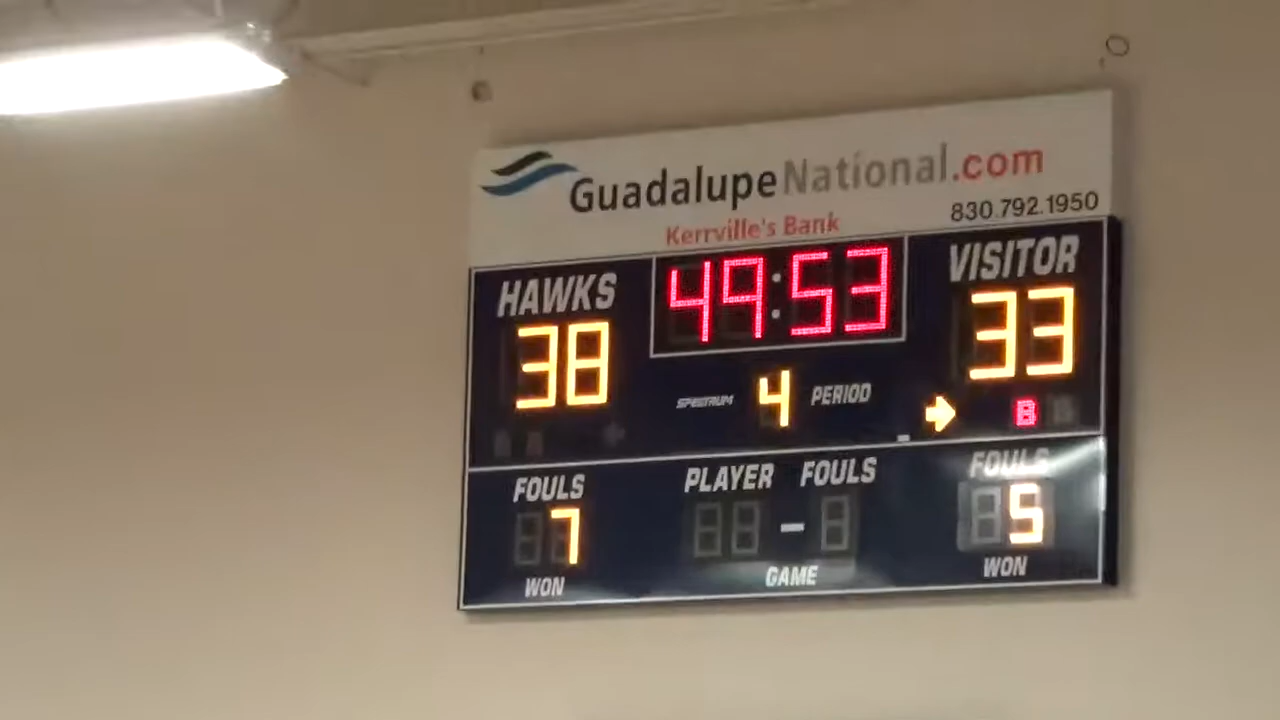 GuadalupeNational.com
Kerrville's Bank
830.792.1950
HAWKS
49:53
VISITOR
38
33
SPECTRUM
4
PERIOD
B
FOULS
PLAYER FOULS
FOULS
7
-
5
WON
GAME
WON